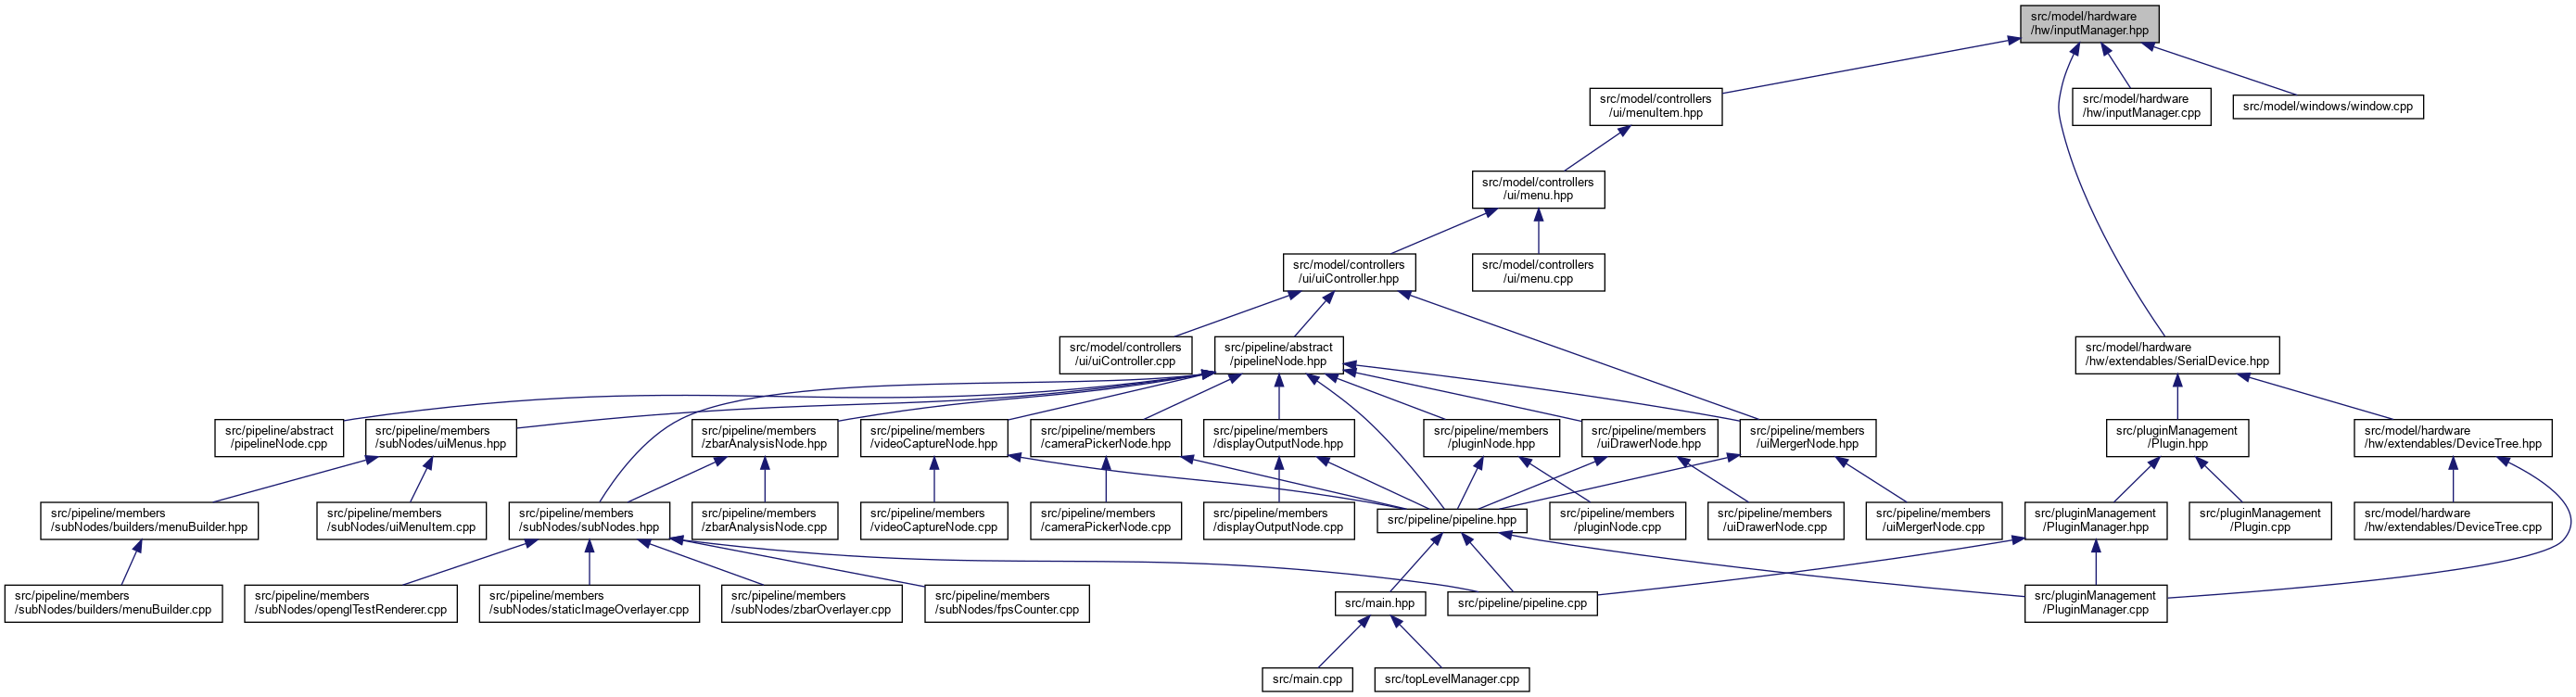 src/model/hardware
/hw/inputManager.hpp
src/model/controllers
/ui/menuItem.hpp
src/model/hardware
/hw/inputManager.cpp
src/model/windows/window.cpp
src/model/controllers
/ui/menu.hpp
src/model/controllers
/ui/uiController.hpp
src/model/controllers
/ui/menu.cpp
src/model/controllers
/ui/uiController.cpp
src/pipeline/abstract
/pipelineNode.hpp
src/model/hardware
/hw/extendables/SerialDevice.hpp
src/pipeline/abstract
/pipelineNode.cpp
src/pipeline/members
/subNodes/uiMenus.hpp
src/pipeline/members
/zbarAnalysisNode.hpp
src/pipeline/members
/videoCaptureNode.hpp
src/pipeline/members
/cameraPickerNode.hpp
src/pipeline/members
/displayOutputNode.hpp
src/pipeline/members
/pluginNode.hpp
src/pipeline/members
/uiDrawerNode.hpp
src/pipeline/members
/uiMergerNode.hpp
src/pluginManagement
/Plugin.hpp
src/model/hardware
/hw/extendables/DeviceTree.hpp
src/pipeline/members
/subNodes/builders/menuBuilder.hpp
src/pipeline/members
/subNodes/uiMenuItem.cpp
src/pipeline/members
/subNodes/subNodes.hpp
src/pipeline/members
/zbarAnalysisNode.cpp
src/pipeline/members
/videoCaptureNode.cpp
src/pipeline/members
/cameraPickerNode.cpp
src/pipeline/members
/displayOutputNode.cpp
src/pipeline/pipeline.hpp
src/pipeline/members
/pluginNode.cpp
src/pipeline/members
/uiDrawerNode.cpp
src/pipeline/members
/uiMergerNode.cpp
src/pluginManagement
/PluginManager.hpp
src/pluginManagement
/Plugin.cpp
src/model/hardware
/hw/extendables/DeviceTree.cpp
src/pipeline/members
/subNodes/builders/menuBuilder.cpp
src/pipeline/members
/subNodes/openglTestRenderer.cpp
src/pipeline/members
/subNodes/staticImageOverlayer.cpp
src/pipeline/members
/subNodes/zbarOverlayer.cpp
src/pipeline/members
/subNodes/fpsCounter.cpp
src/main.hpp
src/pipeline/pipeline.cpp
src/pluginManagement
/PluginManager.cpp
src/main.cpp
src/topLevelManager.cpp